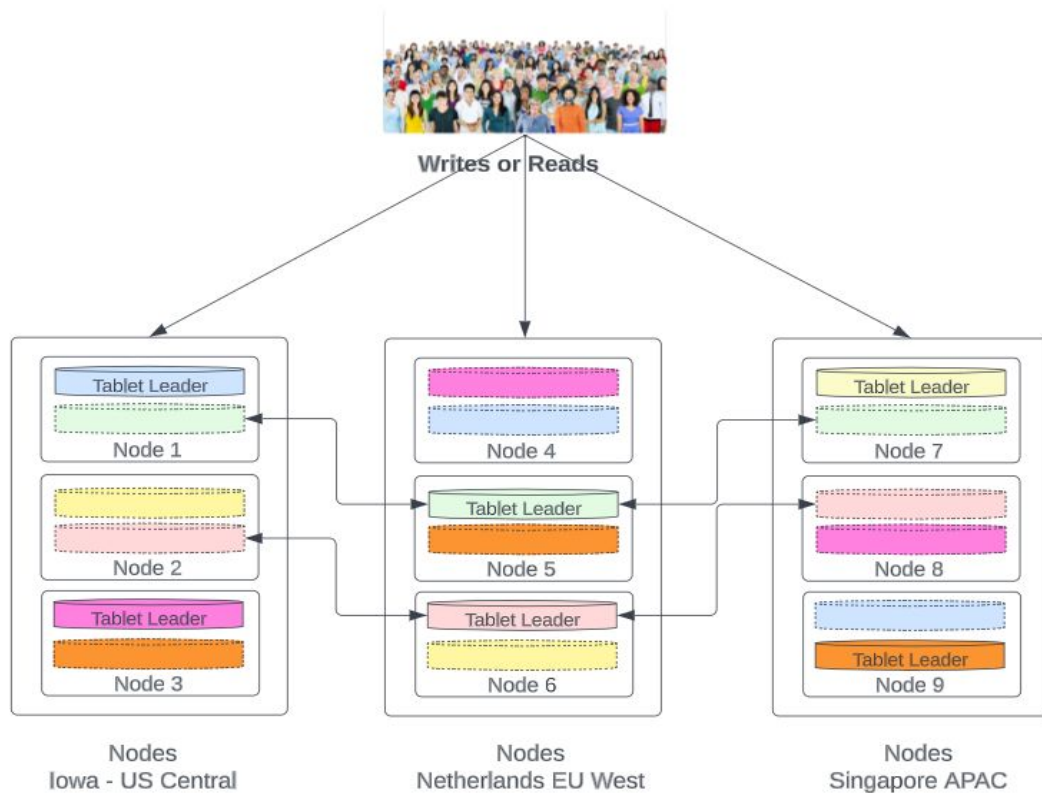 Writes or Reads
Tablet Leader
Node 1
Node 2
Tablet Leader
Node 3
Nodes
Iowa - US Central
Node 4
Tablet Leader
Node 5
Tablet Leader
Node 6
Nodes
Netherlands EU West
Tablet Leader
Node 7
Node 8
Tablet Leader
Node 9
Nodes
Singapore APAC